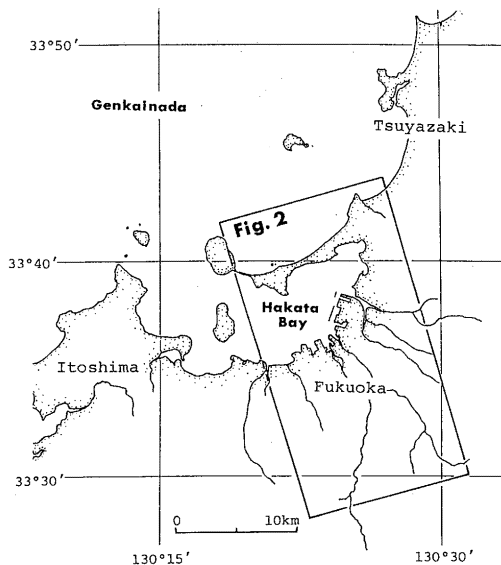 33°50′
Genkainada
Tsuyazaki
Fig. 2
33°40′
Hakata
Bay
Itoshima
Fukuoka
33°30′
0 10km
130°15′ 130°30′